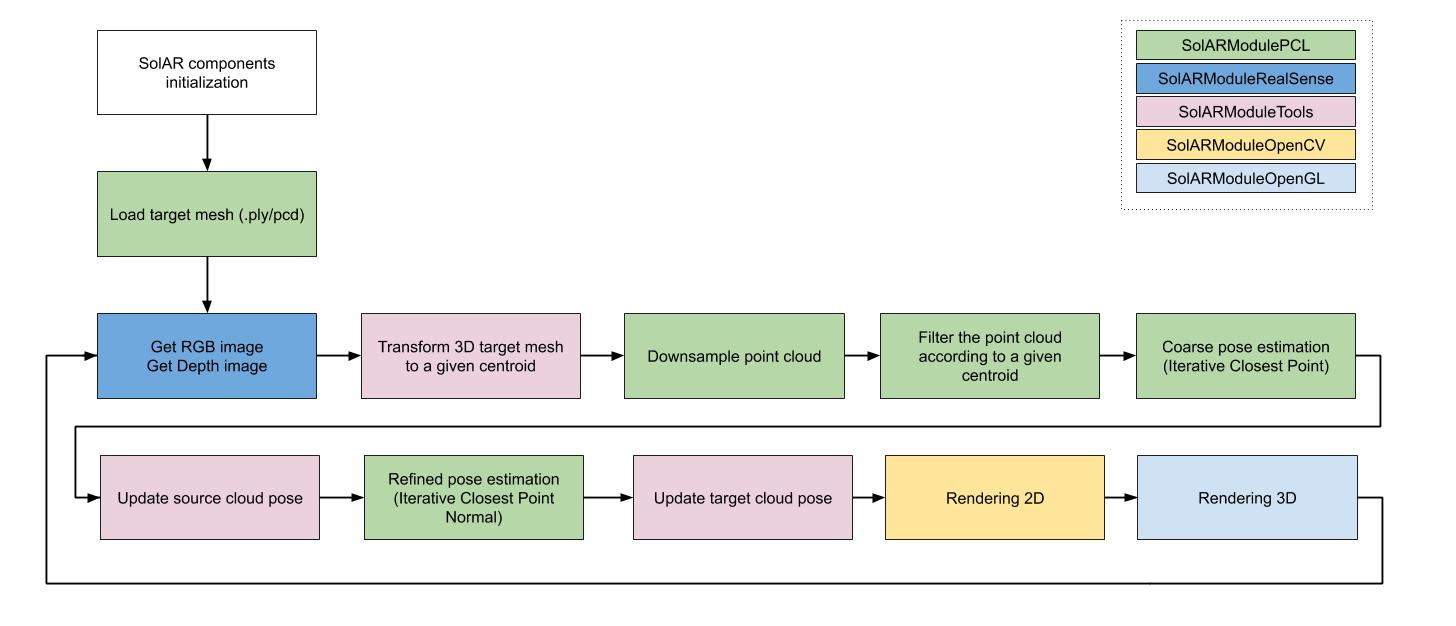 SolAR components
initialization
SolARModulePCL
SolARModuleRealSense
SolARModuleTools
SolARModuleOpenCV
SolARModuleOpenGL
Load target mesh (.ply/pcd)
Get RGB image
Get Depth image
Transform 3D target mesh
to a given centroid
Downsample point cloud
Filter the point cloud
according to a given
centroid
Coarse pose estimation
(Iterative Closest Point)
Update source cloud pose
Refined pose estimation
(Iterative Closest Point
Normal)
Update target cloud pose
Rendering 2D
Rendering 3D